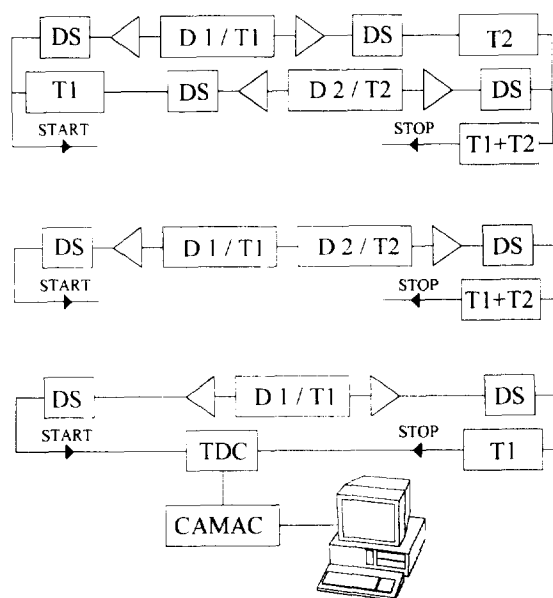 DS D 1 / T1 DS T2
T1 DS D 2 / T2 DS
START STOP T1+T2
DS D 1 / T1 D 2 / T2 DS
START STOP T1+T2
DS D 1 / T1 DS
START TDC STOP T1
CAMAC